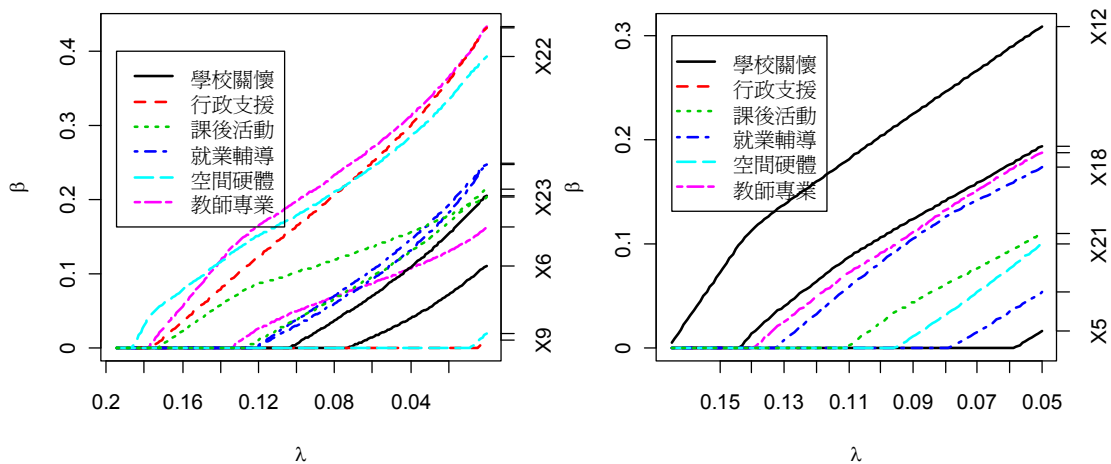 學校關懷
行政支援
課後活動
就業輔導
空間硬體
教師專業
β
0 0.1 0.2 0.3 0.4
X22
X23
X6
X9
0.2 0.16 0.12 0.08 0.04
λ
學校關懷
行政支援
課後活動
就業輔導
空間硬體
教師專業
β
0 0.1 0.2 0.3
X12
X18
X21
X5
0.15 0.13 0.11 0.09 0.07 0.05
λ